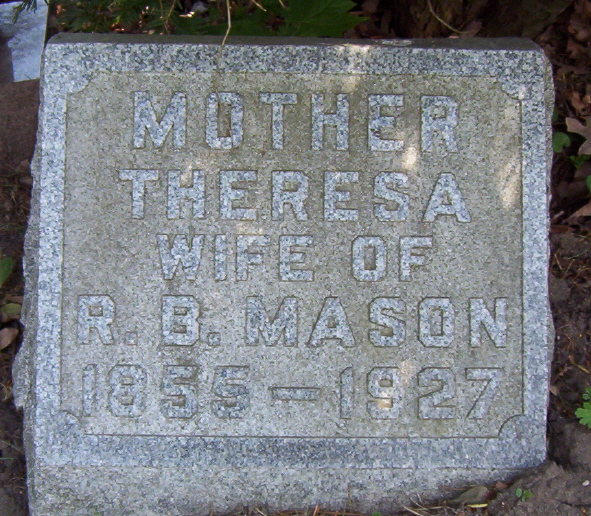 MOTHER
THERESA
WIFE OF
R. B. MASON
1855 – 1927